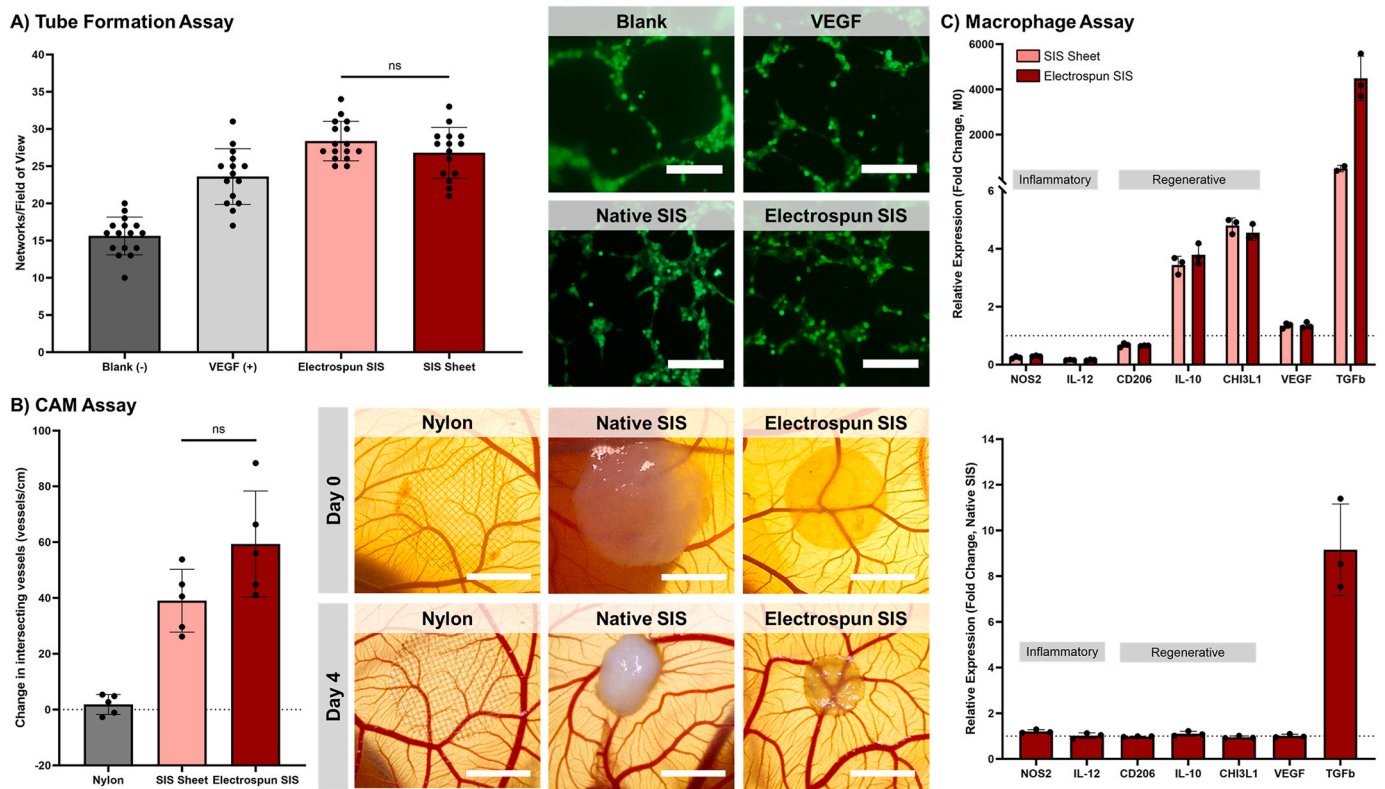 A) Tube Formation Assay
Networks/Field of View
40
35
30
25
20
15
10
5
0
ns
Blank (-)
VEGF (+)
Electrospun SIS
SIS Sheet
Blank
VEGF
Native SIS
Electrospun SIS
C) Macrophage Assay
SIS Sheet
Electrospun SIS
Relative Expression (Fold Change, M0)
6000
4000
2000
6
4
2
0
Inflammatory
Regenerative
NOS2
IL-12
CD206
IL-10
CHI3L1
VEGF
TGFb
B) CAM Assay
Change in intersecting vessels (vessels/cm)
100
80
60
40
20
0
-20
ns
Nylon
SIS Sheet
Electrospun SIS
Nylon
Native SIS
Electrospun SIS
Day 0
Nylon
Native SIS
Electrospun SIS
Day 4
Relative Expression (Fold Change, Native SIS)
14
12
10
8
6
4
2
1
0
Inflammatory
Regenerative
NOS2
IL-12
CD206
IL-10
CHI3L1
VEGF
TGFb